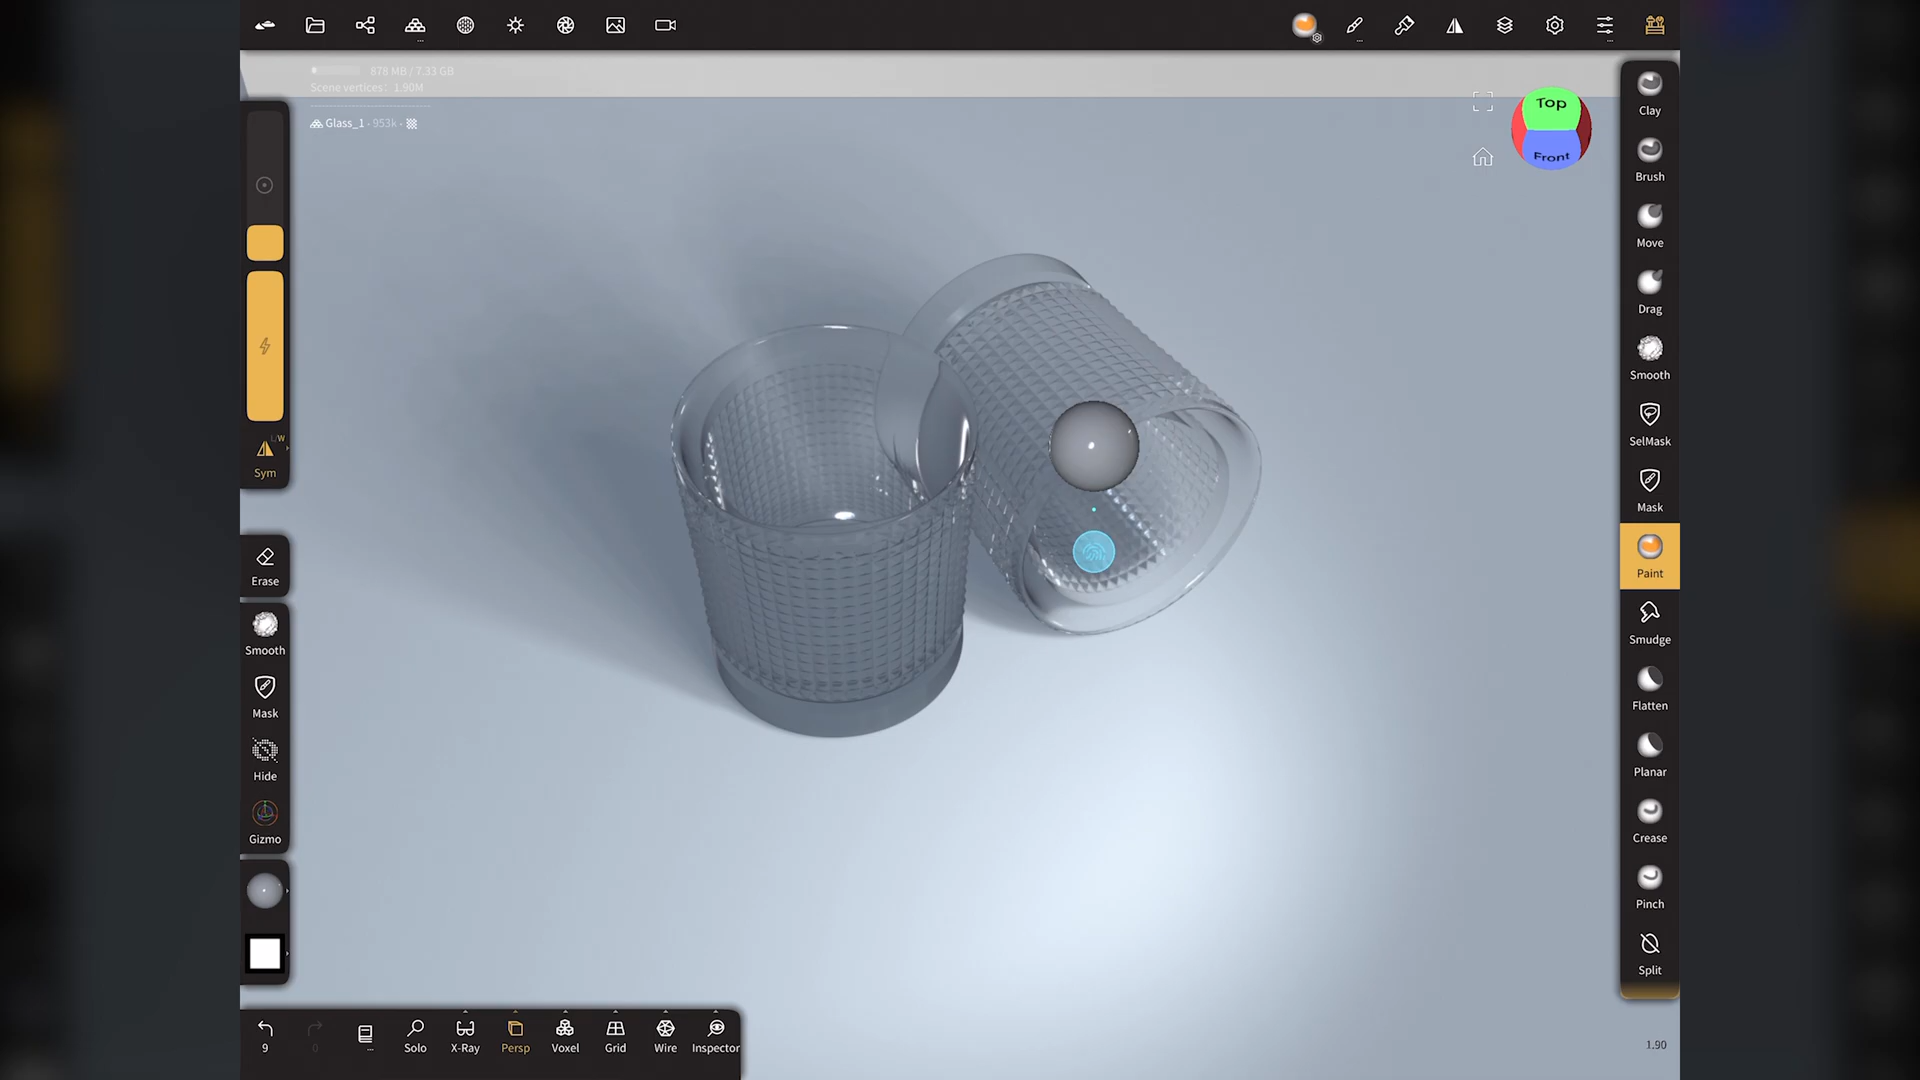 878 MB / 7.33 GB
Scene vertices: 1.90M
Glass_1 · 953k ·
Top
Front
Clay
Brush
Move
Drag
Smooth
SelMask
Mask
Paint
Smudge
Flatten
Planar
Crease
Pinch
Split
L/W
Sym
Erase
Smooth
Mask
Hide
Gizmo
9
0
Solo
X-Ray
Persp
Voxel
Grid
Wire
Inspector
1.90